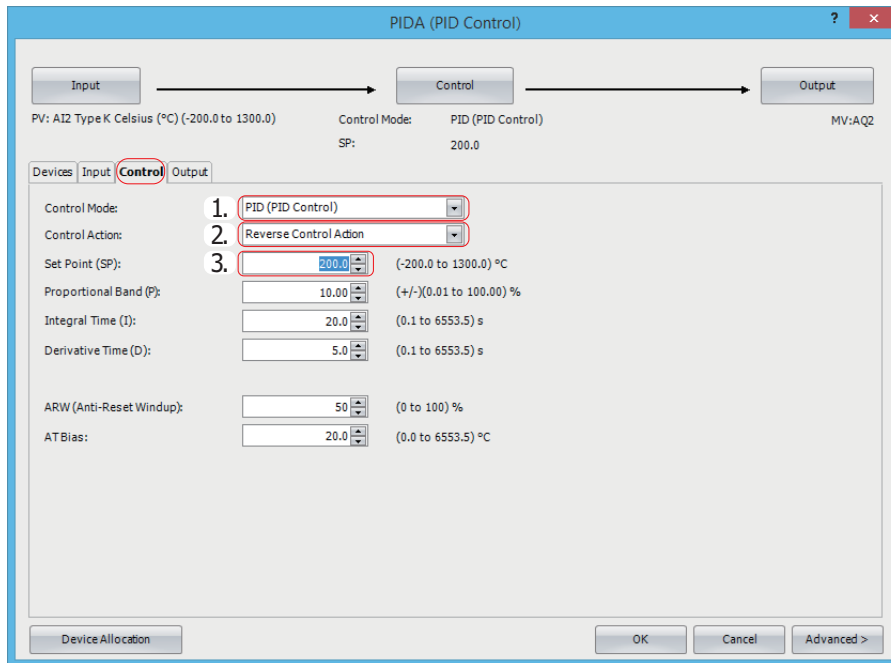 PIDA (PID Control)
?
×
Input
Control
Output
PV: AI2 Type K Celsius (°C) (-200.0 to 1300.0)
Control Mode: PID (PID Control)
MV:AQ2
SP: 200.0
Devices Input Control Output
Control Mode: 1. PID (PID Control)
Control Action: 2. Reverse Control Action
Set Point (SP): 3. 200.0 (-200.0 to 1300.0) °C
Proportional Band (P): 10.00 (+/-)(0.01 to 100.00) %
Integral Time (I): 20.0 (0.1 to 6553.5) s
Derivative Time (D): 5.0 (0.1 to 6553.5) s
ARW (Anti-Reset Windup): 50 (0 to 100) %
AT Bias: 20.0 (0.0 to 6553.5) °C
Device Allocation
OK
Cancel
Advanced >